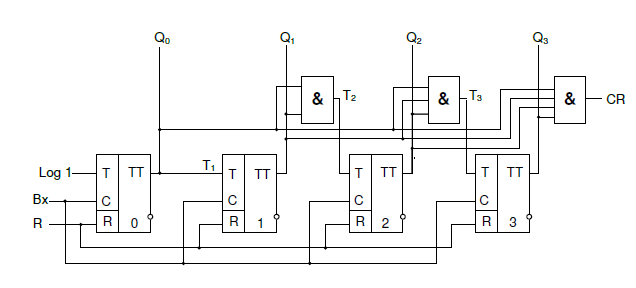 Q0 Q1 Q2 Q3
& T2 & T3 & CR
Log 1 T TT T1 T TT T TT T TT
Bx C C C C
R R 0 R 1 R 2 R 3